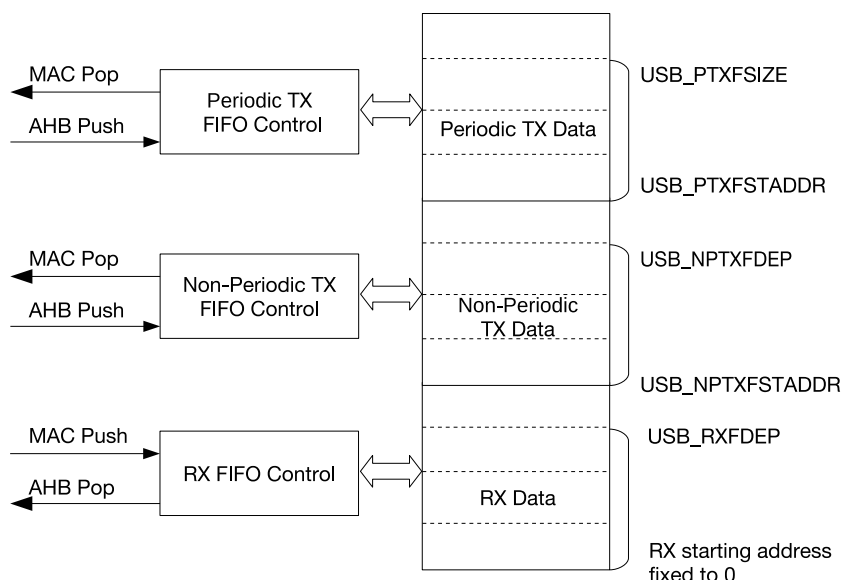 MAC Pop
AHB Push
Periodic TX
FIFO Control
Periodic TX Data
USB_PTXFSIZE
USB_PTXFSTADDR
MAC Pop
AHB Push
Non-Periodic TX
FIFO Control
Non-Periodic
TX Data
USB_NPTXFDEP
USB_NPTXFSTADDR
MAC Push
AHB Pop
RX FIFO Control
RX Data
USB_RXFDEP
RX starting address
fixed to 0